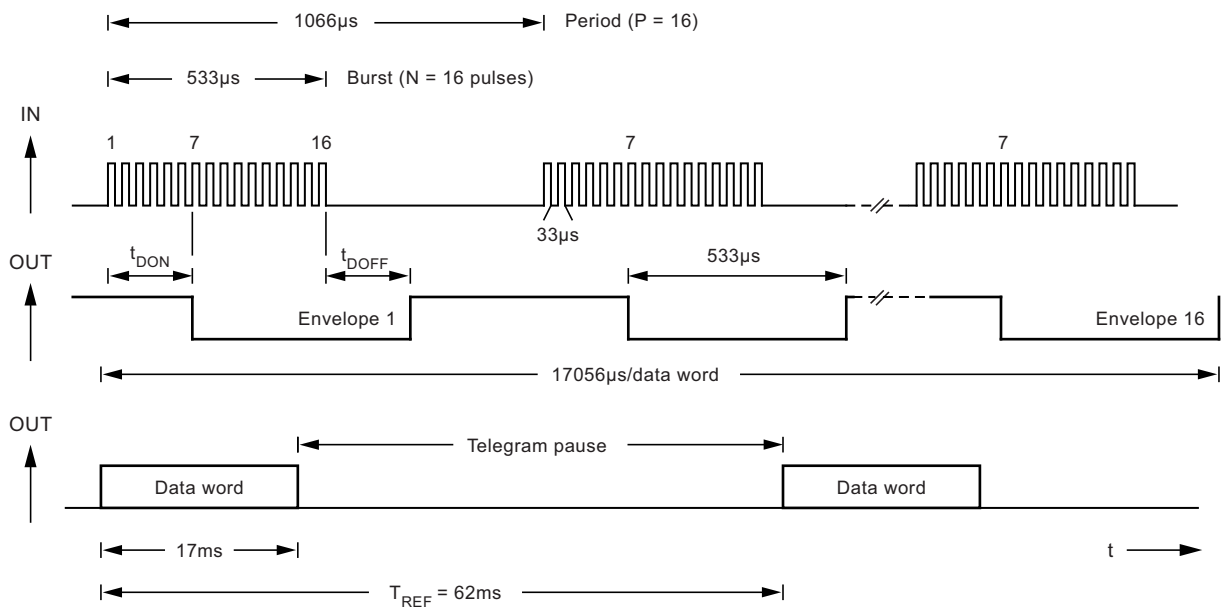 1066µs Period (P = 16)
533µs Burst (N = 16 pulses)
IN
1 7 16 7 7
33µs
OUT
tDON tDOFF 533µs
Envelope 1 Envelope 16
17056µs/data word
OUT
Telegram pause
Data word Data word
17ms t
TREF = 62ms